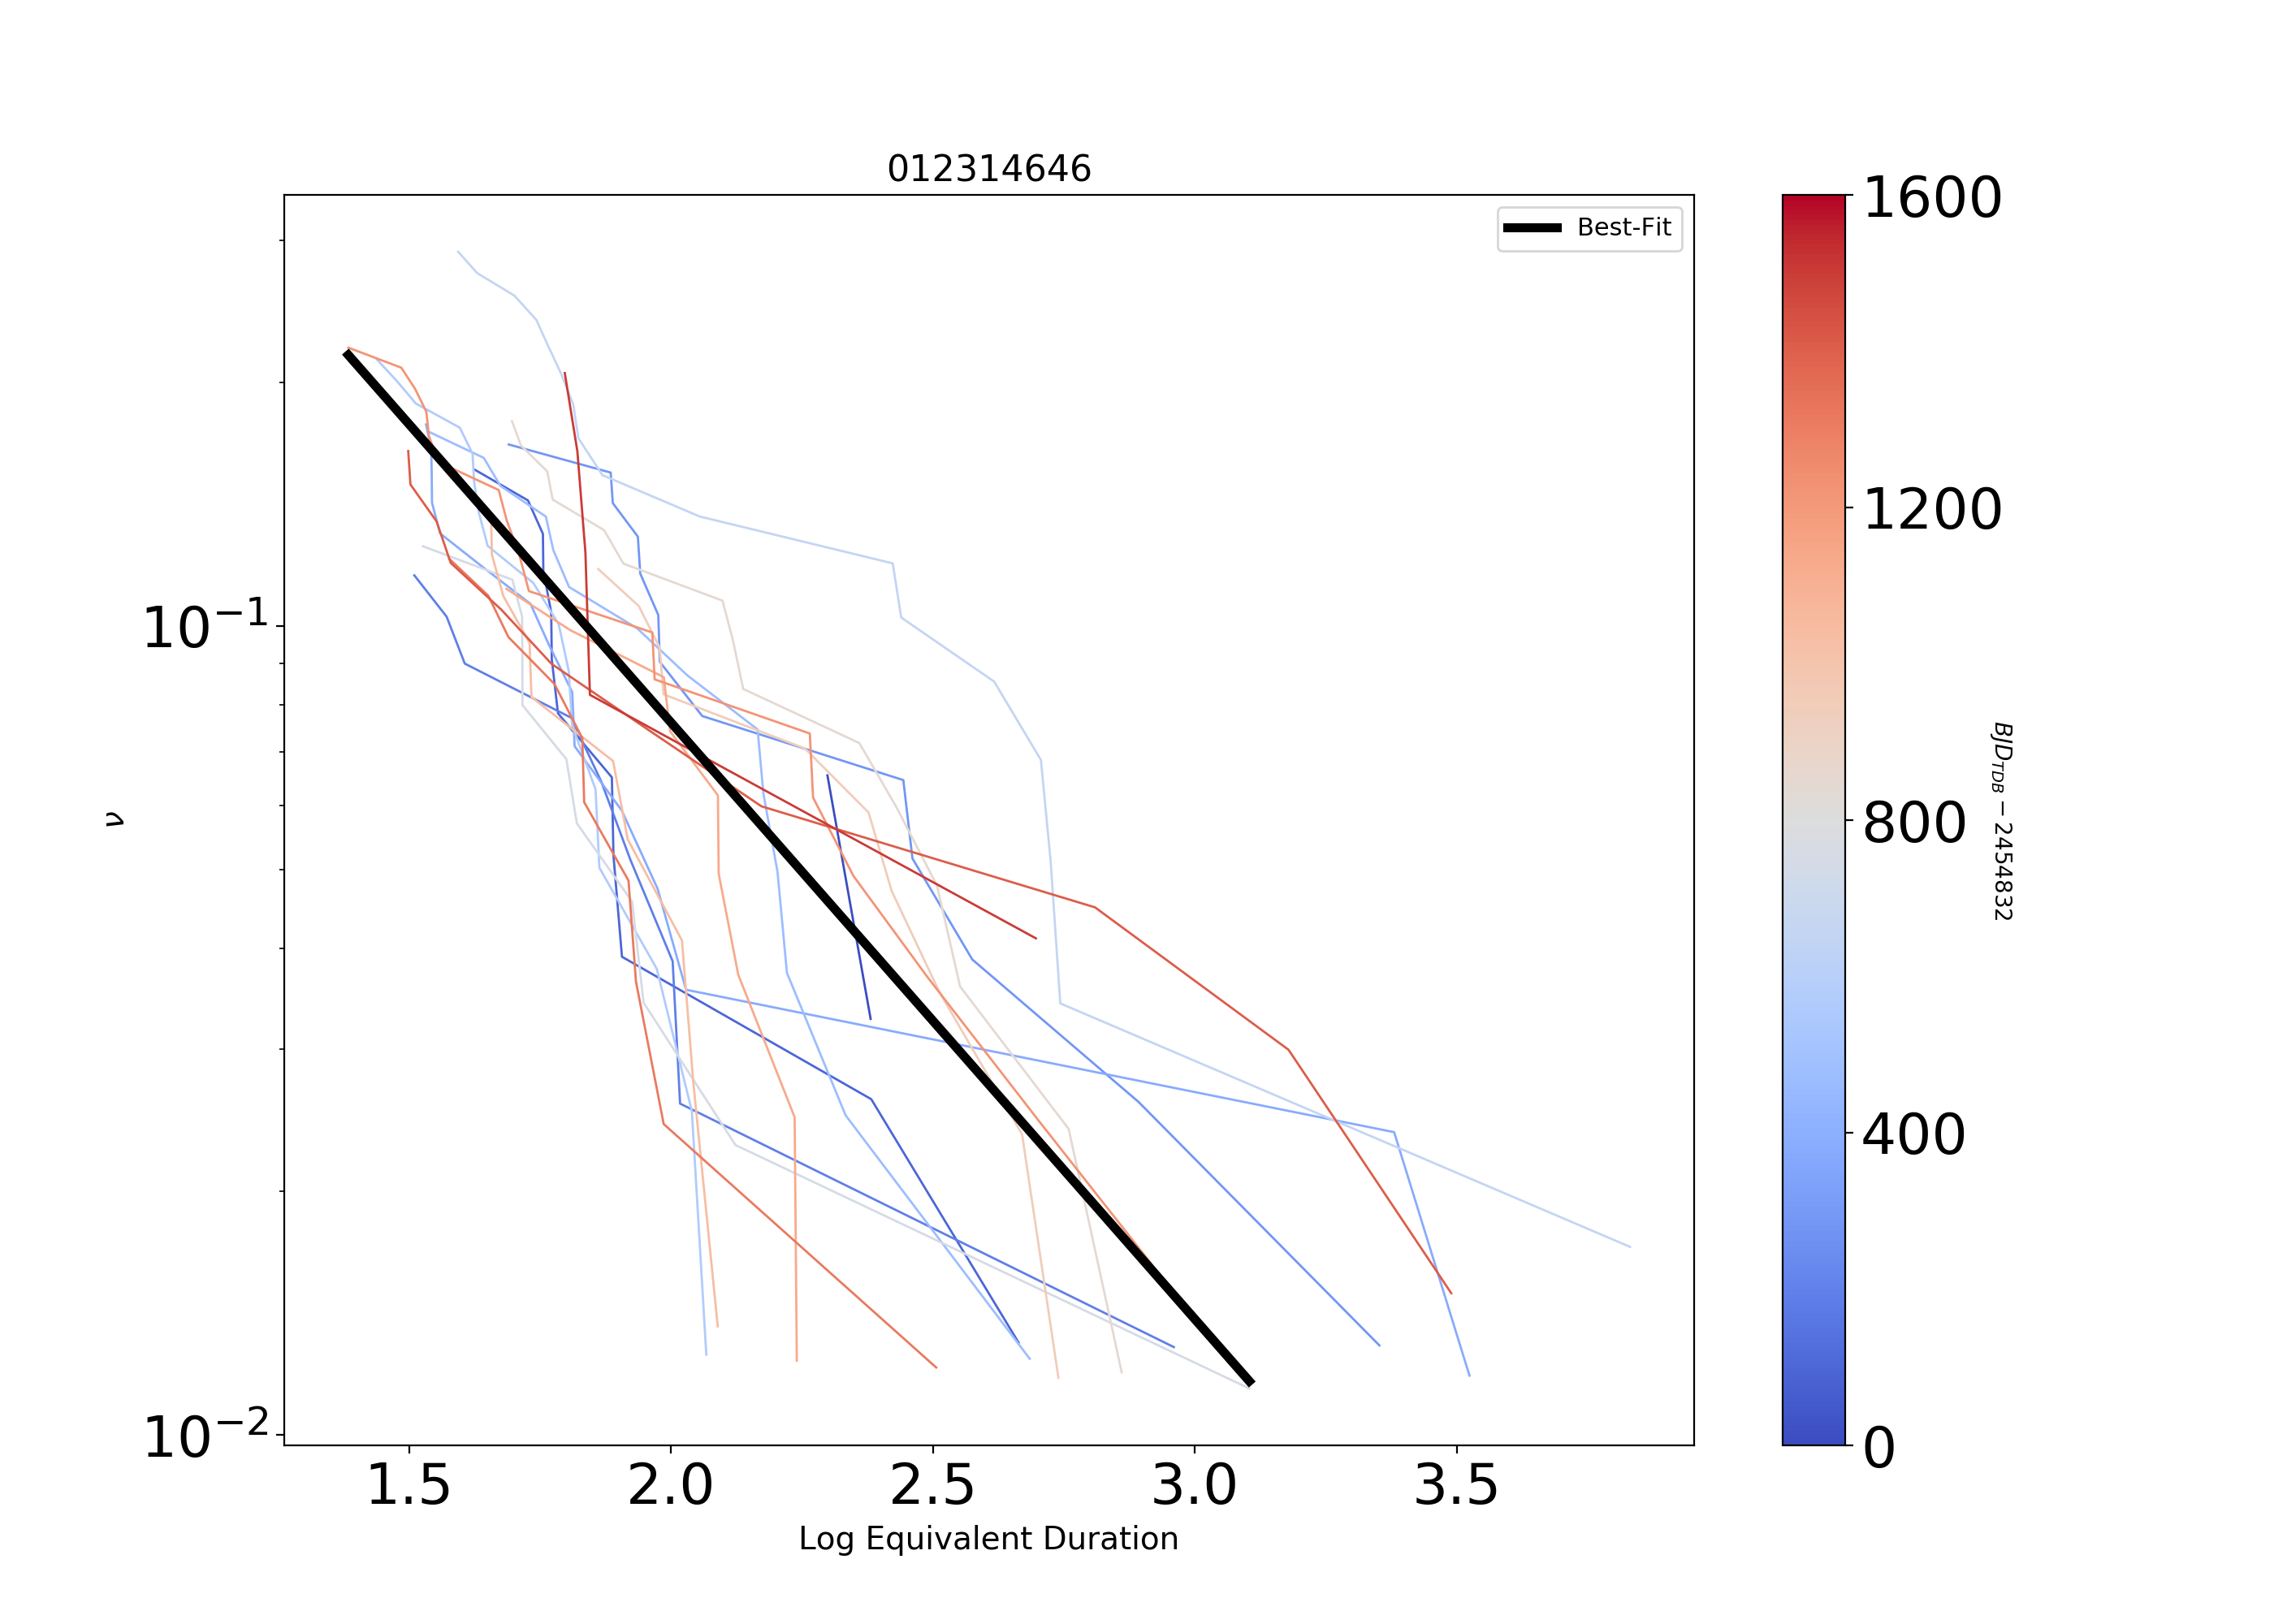 012314646
Best-Fit
10⁻¹
10⁻²
ν
1.5 2.0 2.5 3.0 3.5
Log Equivalent Duration
1600
1200
800
400
0
BJD_TDB − 2454832